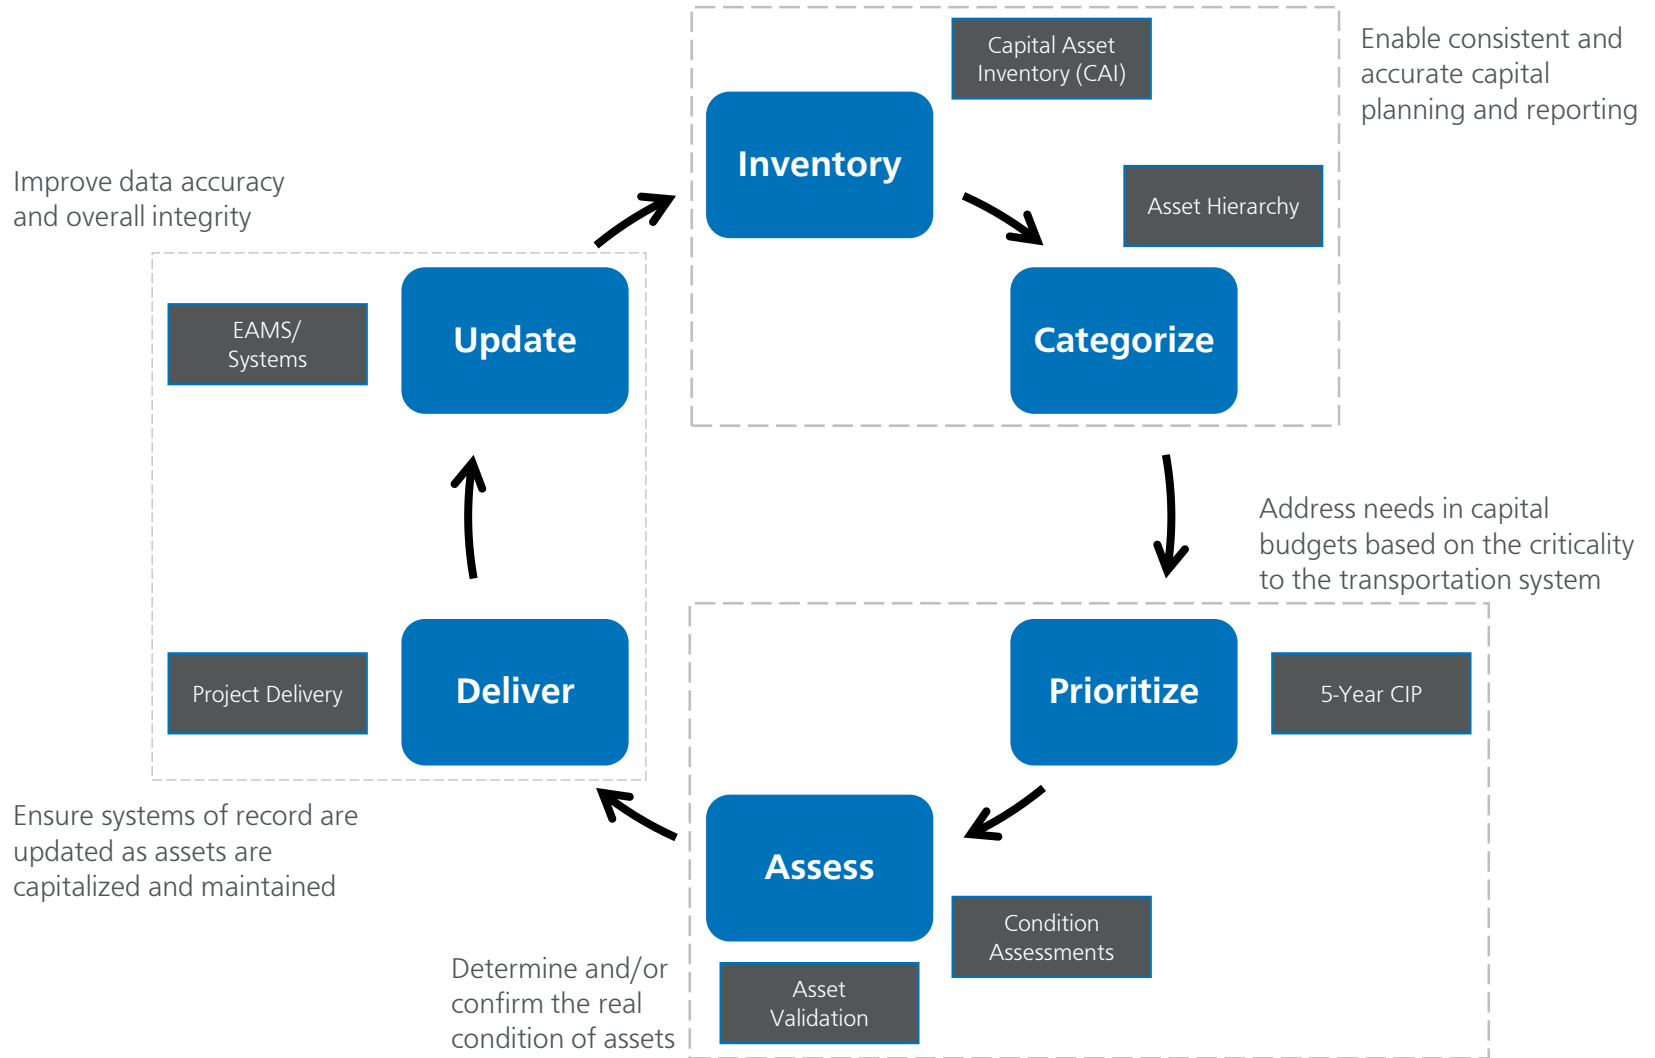 Capital Asset
Inventory (CAI)
Enable consistent and
accurate capital
planning and reporting
Inventory
Asset Hierarchy
Improve data accuracy
and overall integrity
EAMS/
Systems
Update
Categorize
Address needs in capital
budgets based on the criticality
to the transportation system
Project Delivery
Deliver
Prioritize
5-Year CIP
Ensure systems of record are
updated as assets are
capitalized and maintained
Assess
Condition
Assessments
Determine and/or
confirm the real
condition of assets
Asset
Validation